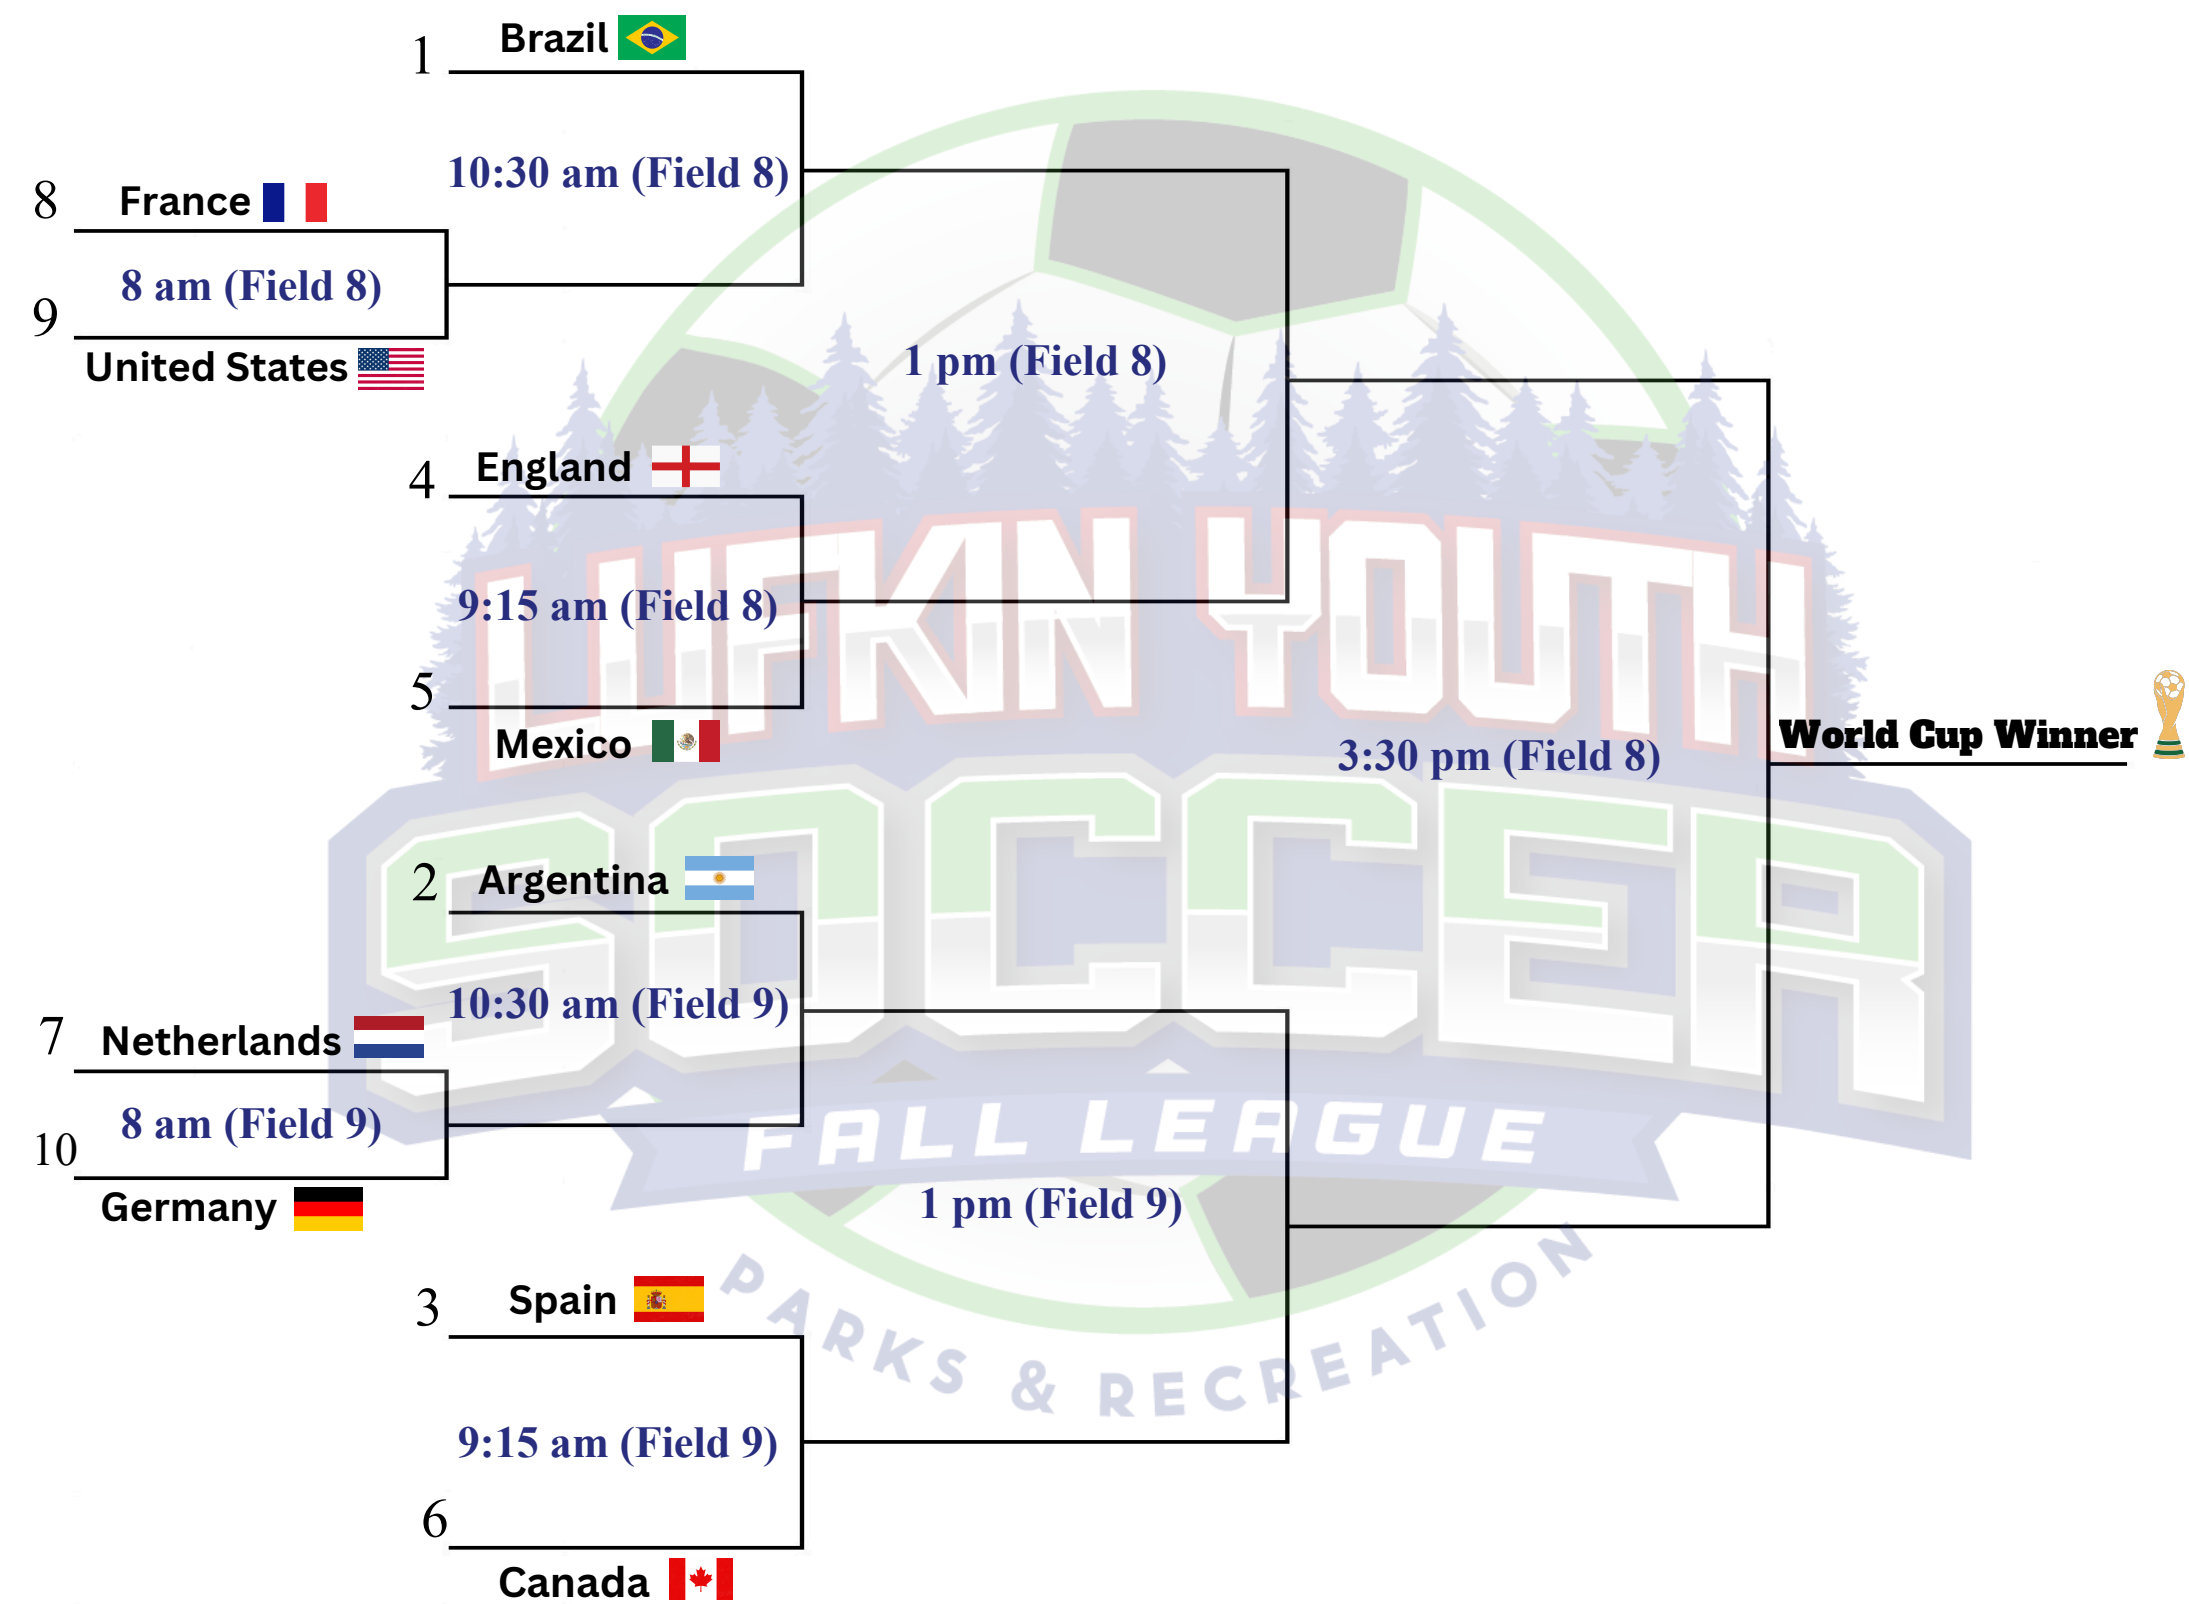 1
Brazil
10:30 am (Field 8)
8
France
8 am (Field 8)
9
United States
1 pm (Field 8)
4
England
9:15 am (Field 8)
5
Mexico
3:30 pm (Field 8)
World Cup Winner
2
Argentina
10:30 am (Field 9)
7
Netherlands
8 am (Field 9)
10
Germany
1 pm (Field 9)
3
Spain
9:15 am (Field 9)
6
Canada
LUFKIN YOUTH
SOCCER
FALL LEAGUE
PARKS & RECREATION